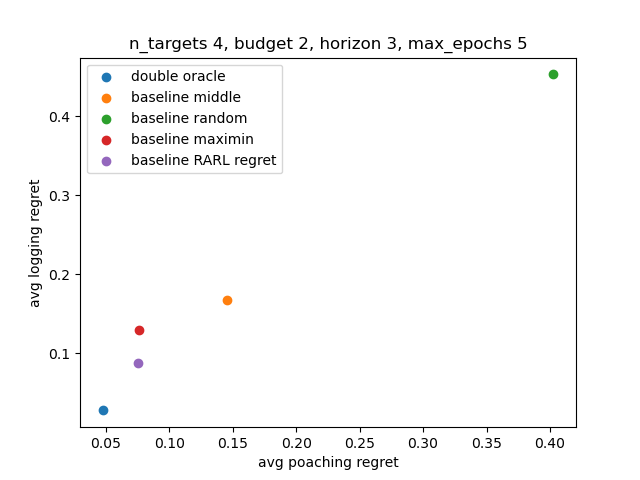 n_targets 4, budget 2, horizon 3, max_epochs 5
double oracle
baseline middle
baseline random
baseline maximin
baseline RARL regret
avg logging regret
0.4
0.3
0.2
0.1
0.05 0.10 0.15 0.20 0.25 0.30 0.35 0.40
avg poaching regret